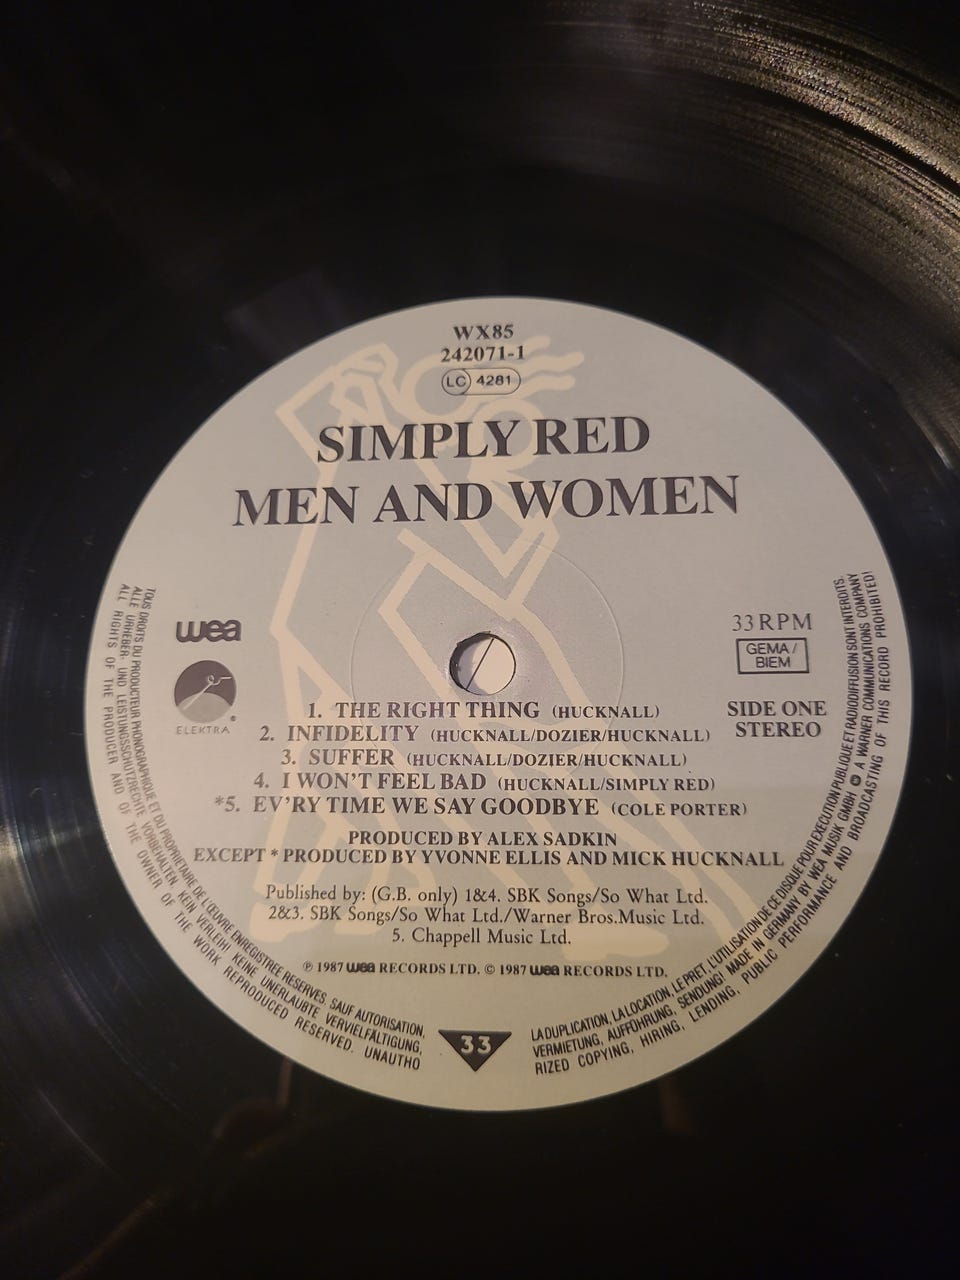 WX85
242071-1
LC 4281
SIMPLY RED
MEN AND WOMEN
wea
ELEKTRA
33 RPM
GEMA/
BIEM
SIDE ONE
STEREO
1. THE RIGHT THING (HUCKNALL)
2. INFIDELITY (HUCKNALL/DOZIER/HUCKNALL)
3. SUFFER (HUCKNALL/DOZIER/HUCKNALL)
4. I WON'T FEEL BAD (HUCKNALL/SIMPLY RED)
*5. EV'RY TIME WE SAY GOODBYE (COLE PORTER)
PRODUCED BY ALEX SADKIN
EXCEPT * PRODUCED BY YVONNE ELLIS AND MICK HUCKNALL
Published by: (G.B. only) 1&4. SBK Songs/So What Ltd.
2&3. SBK Songs/So What Ltd./Warner Bros.Music Ltd.
5. Chappell Music Ltd.
℗ 1987 wea RECORDS LTD. © 1987 wea RECORDS LTD.
TOUS DROITS DU PRODUCTEUR PHONOGRAPHIQUE ET DU PROPRIETAIRE DE L'ŒUVRE ENREGISTREE RESERVES. SAUF AUTORISATION,
ALLE URHEBER- UND LEISTUNGSSCHUTZRECHTE VORBEHALTEN. KEIN VERLEIH! KEINE UNERLAUBTE VERVIELFÄLTIGUNG,
ALL RIGHTS OF THE PRODUCER AND OF THE OWNER OF THE WORK REPRODUCED RESERVED. UNAUTHO
33
LA DUPLICATION, LA LOCATION, LE PRET, L'UTILISATION DE CE DISQUE POUR EXECUTION PUBLIQUE ET RADIODIFFUSION SONT INTERDITS.
VERMIETUNG, AUFFÜHRUNG, SENDUNG! MADE IN GERMANY BY WEA MUSIK GMBH A WARNER COMMUNICATIONS COMPANY
RIZED COPYING, HIRING, LENDING, PUBLIC PERFORMANCE AND BROADCASTING OF THIS RECORD PROHIBITED!